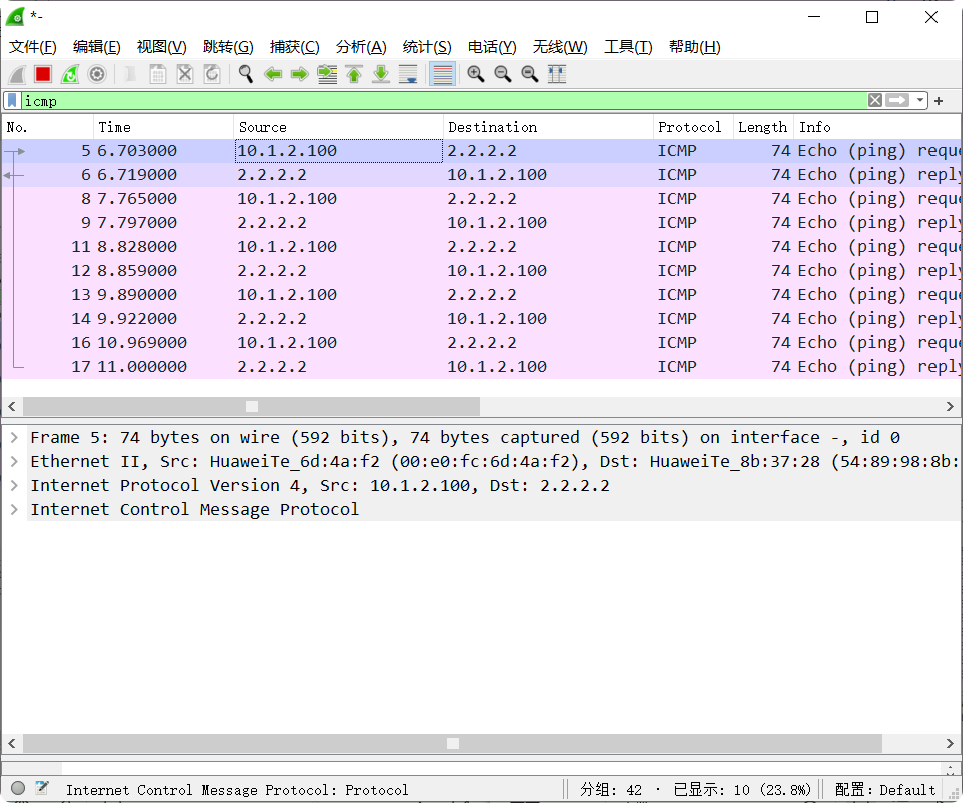 *-
文件(F) 编辑(E) 视图(V) 跳转(G) 捕获(C) 分析(A) 统计(S) 电话(Y) 无线(W) 工具(T) 帮助(H)
icmp
No. Time Source Destination Protocol Length Info
5 6.703000 10.1.2.100 2.2.2.2 ICMP 74 Echo (ping) requ
6 6.719000 2.2.2.2 10.1.2.100 ICMP 74 Echo (ping) reply
8 7.765000 10.1.2.100 2.2.2.2 ICMP 74 Echo (ping) requ
9 7.797000 2.2.2.2 10.1.2.100 ICMP 74 Echo (ping) reply
11 8.828000 10.1.2.100 2.2.2.2 ICMP 74 Echo (ping) requ
12 8.859000 2.2.2.2 10.1.2.100 ICMP 74 Echo (ping) reply
13 9.890000 10.1.2.100 2.2.2.2 ICMP 74 Echo (ping) requ
14 9.922000 2.2.2.2 10.1.2.100 ICMP 74 Echo (ping) reply
16 10.969000 10.1.2.100 2.2.2.2 ICMP 74 Echo (ping) requ
17 11.000000 2.2.2.2 10.1.2.100 ICMP 74 Echo (ping) reply
Frame 5: 74 bytes on wire (592 bits), 74 bytes captured (592 bits) on interface -, id 0
Ethernet II, Src: HuaweiTe_6d:4a:f2 (00:e0:fc:6d:4a:f2), Dst: HuaweiTe_8b:37:28 (54:89:98:8b:
Internet Protocol Version 4, Src: 10.1.2.100, Dst: 2.2.2.2
Internet Control Message Protocol
Internet Control Message Protocol: Protocol 分组: 42 · 已显示: 10 (23.8%) 配置: Default